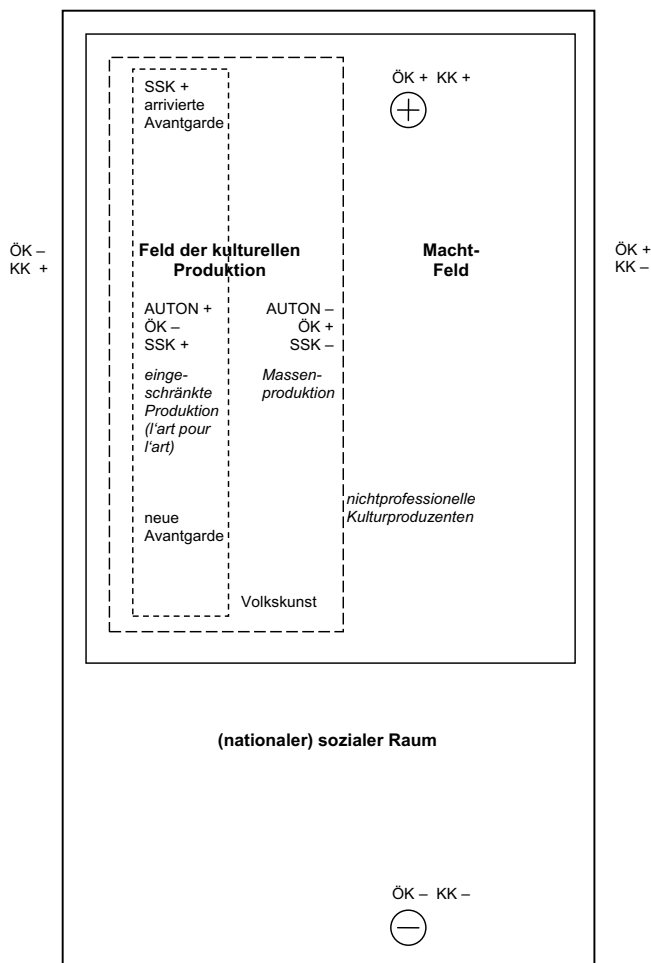 SSK +
arrivierte
Avantgarde
ÖK + KK +
+
ÖK –
KK +
Feld der kulturellen
Produktion
Macht-
Feld
ÖK +
KK –
AUTON +
ÖK –
SSK +
AUTON –
ÖK +
SSK –
einge-
schränkte
Produktion
(l'art pour
l'art)
Massen-
produktion
nichtprofessionelle
Kulturproduzenten
neue
Avantgarde
Volkskunst
(nationaler) sozialer Raum
ÖK – KK –
–